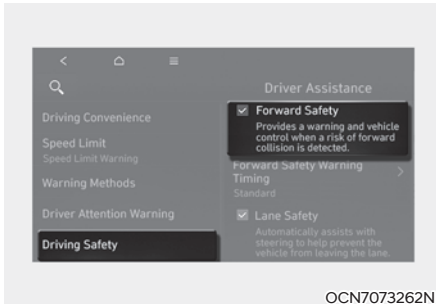 Driver Assistance
Driving Convenience
Speed Limit
Speed Limit Warning
Warning Methods
Driver Attention Warning
Driving Safety
Forward Safety
Provides a warning and vehicle
control when a risk of forward
collision is detected.
Forward Safety Warning
Timing
Standard
Lane Safety
Automatically assists with
steering to help prevent the
vehicle from leaving the lane.
OCN7073262N